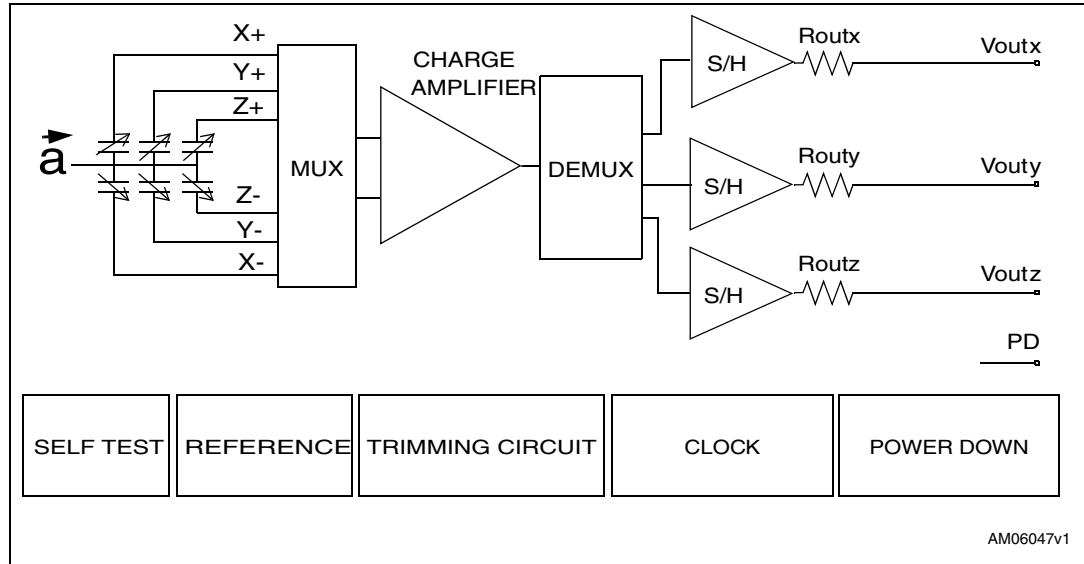 X+
Y+
Z+
a
Z-
Y-
X-
MUX
CHARGE
AMPLIFIER
DEMUX
S/H
Routx
Voutx
S/H
Routy
Vouty
S/H
Routz
Voutz
PD
SELF TEST
REFERENCE
TRIMMING CIRCUIT
CLOCK
POWER DOWN
AM06047v1